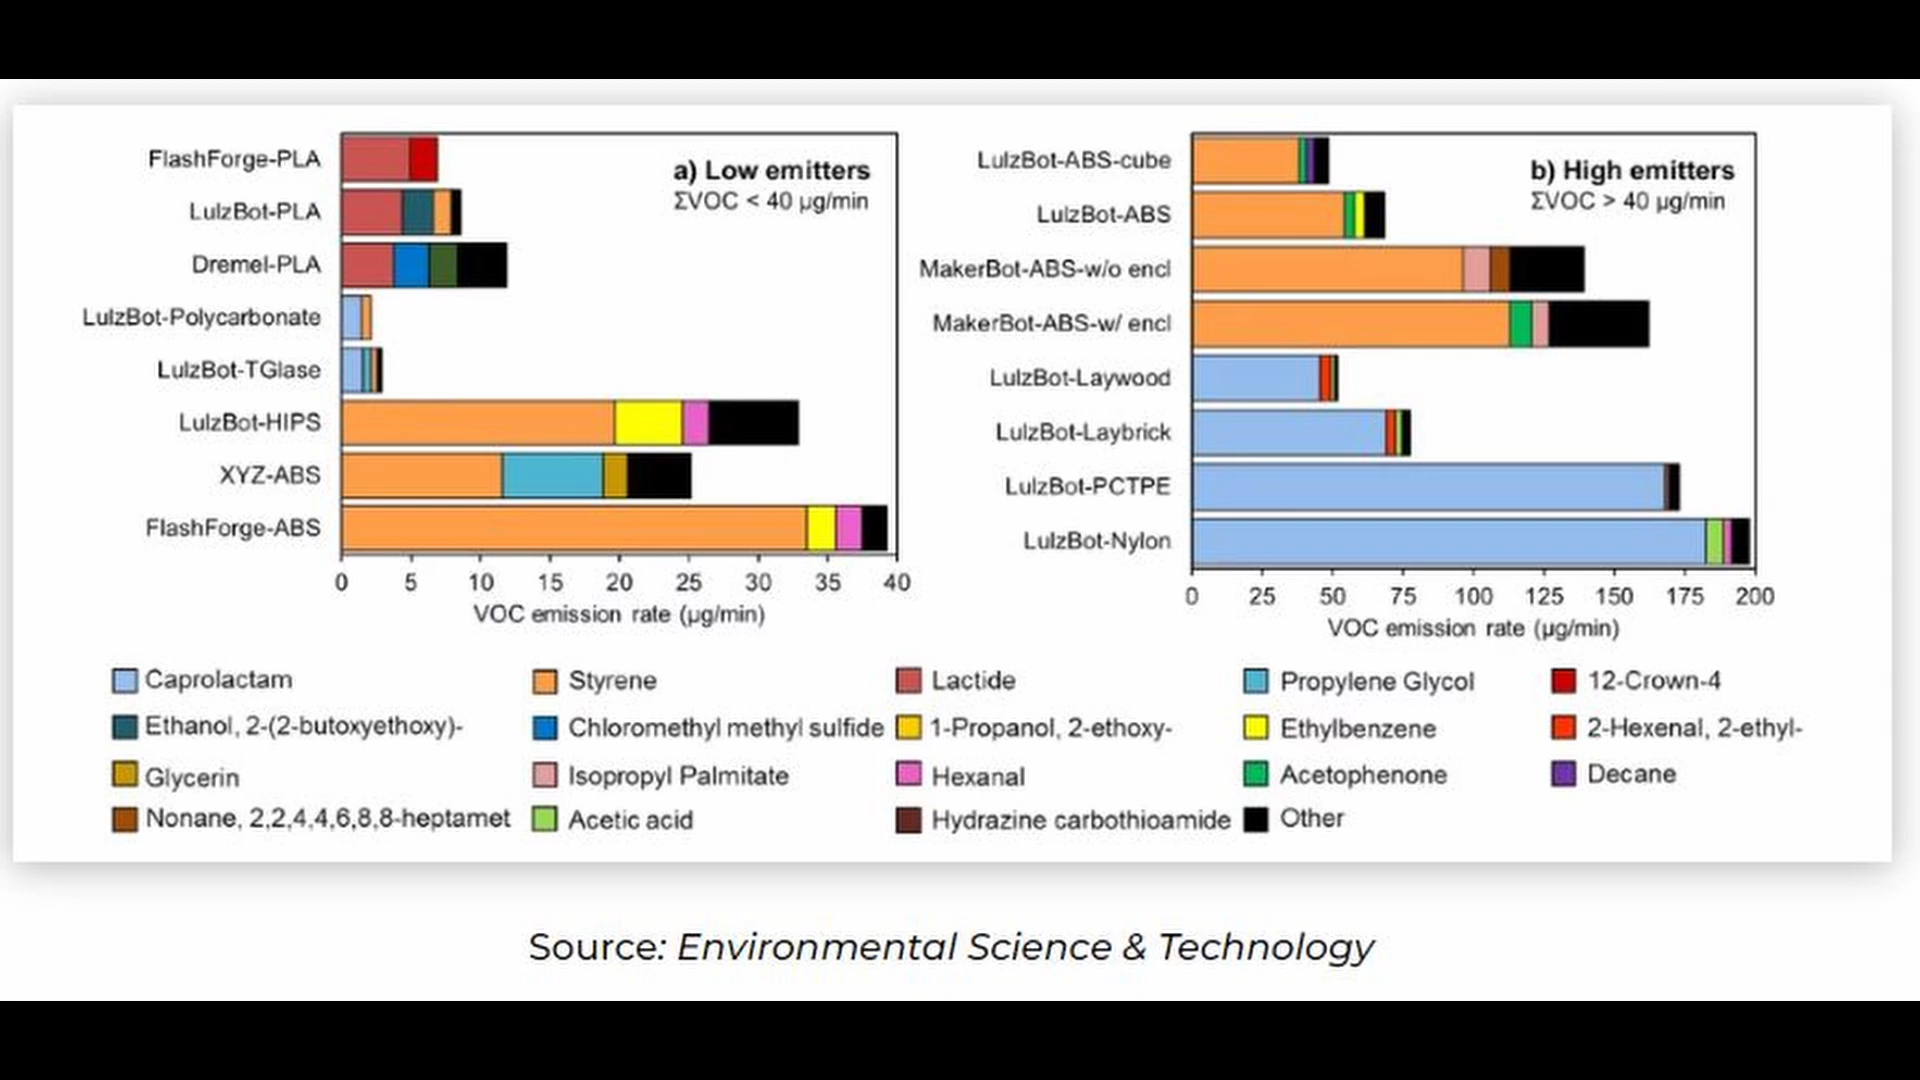 a) Low emitters
ΣVOC < 40 µg/min
FlashForge-PLA
LulzBot-PLA
Dremel-PLA
LulzBot-Polycarbonate
LulzBot-TGlase
LulzBot-HIPS
XYZ-ABS
FlashForge-ABS
0 5 10 15 20 25 30 35 40
VOC emission rate (µg/min)
b) High emitters
ΣVOC > 40 µg/min
LulzBot-ABS-cube
LulzBot-ABS
MakerBot-ABS-w/o encl
MakerBot-ABS-w/ encl
LulzBot-Laywood
LulzBot-Laybrick
LulzBot-PCTPE
LulzBot-Nylon
0 25 50 75 100 125 150 175 200
VOC emission rate (µg/min)
Caprolactam Styrene Lactide Propylene Glycol 12-Crown-4
Ethanol, 2-(2-butoxyethoxy)- Chloromethyl methyl sulfide 1-Propanol, 2-ethoxy- Ethylbenzene 2-Hexenal, 2-ethyl-
Glycerin Isopropyl Palmitate Hexanal Acetophenone Decane
Nonane, 2,2,4,4,6,8,8-heptamet Acetic acid Hydrazine carbothioamide Other
Source: Environmental Science & Technology